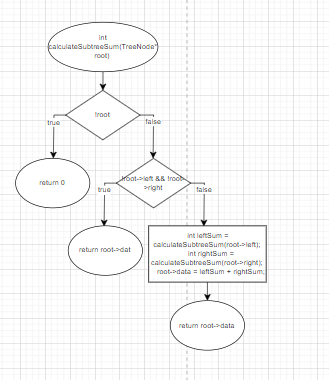 int
calculateSubtreeSum(TreeNode*
root)
!root
true
false
return 0
!root->left && !root-
>right
true
false
return root->dat
int leftSum =
calculateSubtreeSum(root->left);
int rightSum =
calculateSubtreeSum(root->right);
root->data = leftSum + rightSum;
return root->data